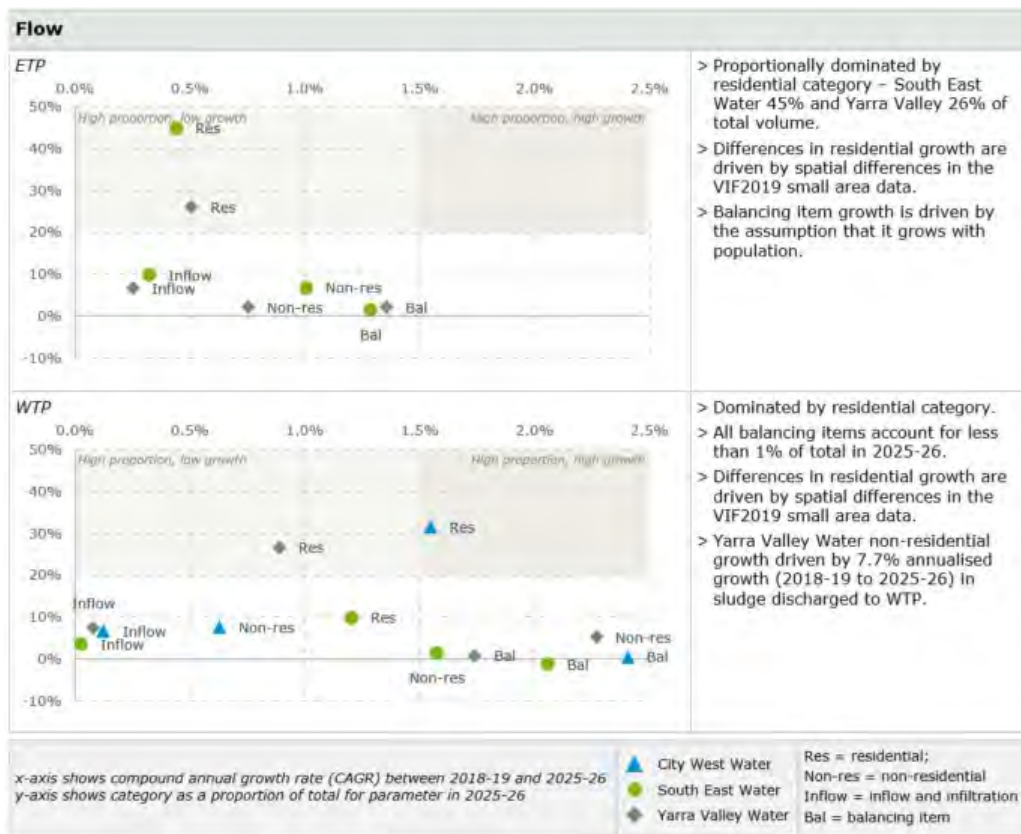 Flow
ETP
0.0% 0.5% 1.0% 1.5% 2.0% 2.5%
50%
High proportion, low growth High proportion, high growth
Res
40%
30%
Res
20%
10%
Inflow
Inflow
Non-res
Non-res
Bal
0%
Bal
-10%
> Proportionally dominated by
residential category – South East
Water 45% and Yarra Valley 26% of
total volume.
> Differences in residential growth are
driven by spatial differences in the
VIF2019 small area data.
> Balancing item growth is driven by
the assumption that it grows with
population.
WTP
0.0% 0.5% 1.0% 1.5% 2.0% 2.5%
50%
High proportion, low growth High proportion, high growth
40%
30%
Res
Res
20%
Inflow
10%
Inflow
Inflow
Non-res
Res
Non-res
0%
Non-res
Bal
Bal
Bal
-10%
> Dominated by residential category.
> All balancing items account for less
than 1% of total in 2025-26.
> Differences in residential growth are
driven by spatial differences in the
VIF2019 small area data.
> Yarra Valley Water non-residential
growth driven by 7.7% annualised
growth (2018-19 to 2025-26) in
sludge discharged to WTP.
x-axis shows compound annual growth rate (CAGR) between 2018-19 and 2025-26
y-axis shows category as a proportion of total for parameter in 2025-26
City West Water
South East Water
Yarra Valley Water
Res = residential;
Non-res = non-residential
Inflow = inflow and infiltration
Bal = balancing item